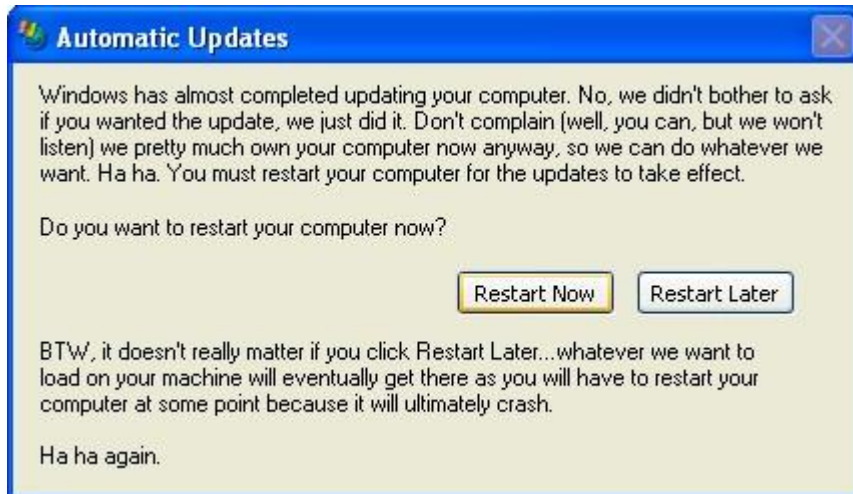 Automatic Updates
Windows has almost completed updating your computer. No, we didn't bother to ask
if you wanted the update, we just did it. Don't complain (well, you can, but we won't
listen) we pretty much own your computer now anyway, so we can do whatever we
want. Ha ha. You must restart your computer for the updates to take effect.
Do you want to restart your computer now?
Restart Now
Restart Later
BTW, it doesn't really matter if you click Restart Later...whatever we want to
load on your machine will eventually get there as you will have to restart your
computer at some point because it will ultimately crash.
Ha ha again.